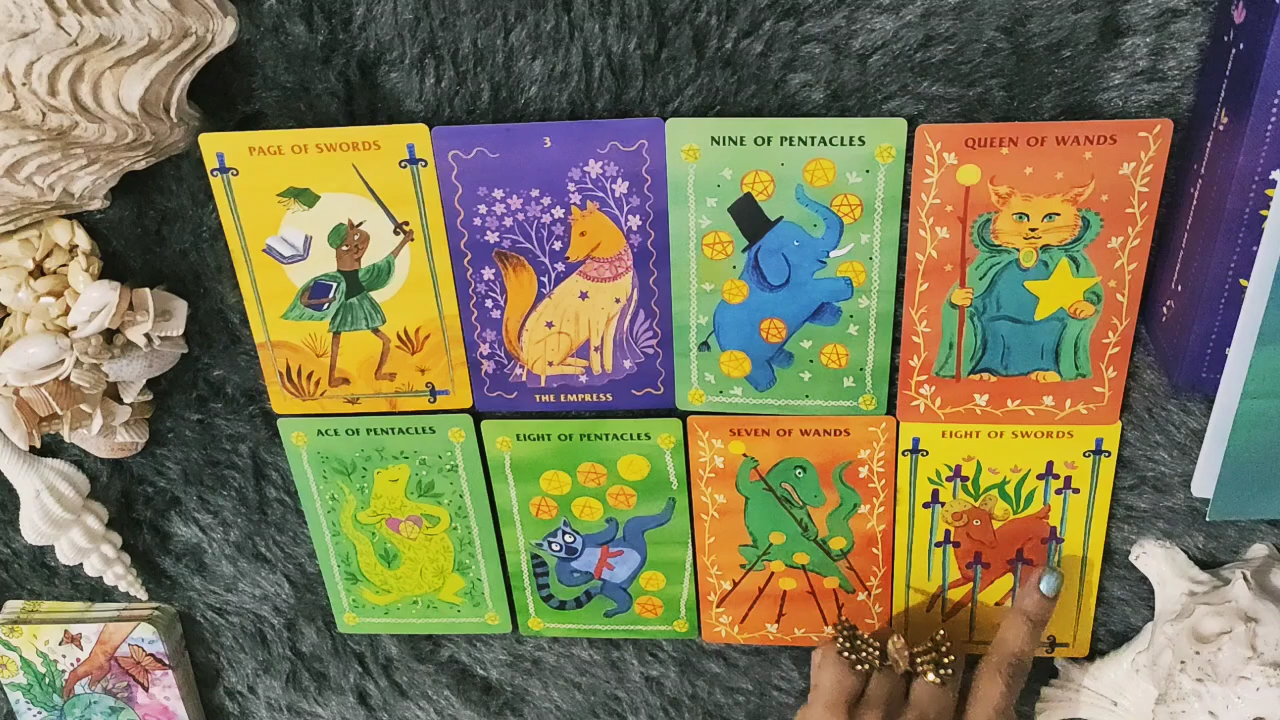 PAGE OF SWORDS
3
THE EMPRESS
NINE OF PENTACLES
QUEEN OF WANDS
ACE OF PENTACLES
EIGHT OF PENTACLES
SEVEN OF WANDS
EIGHT OF SWORDS